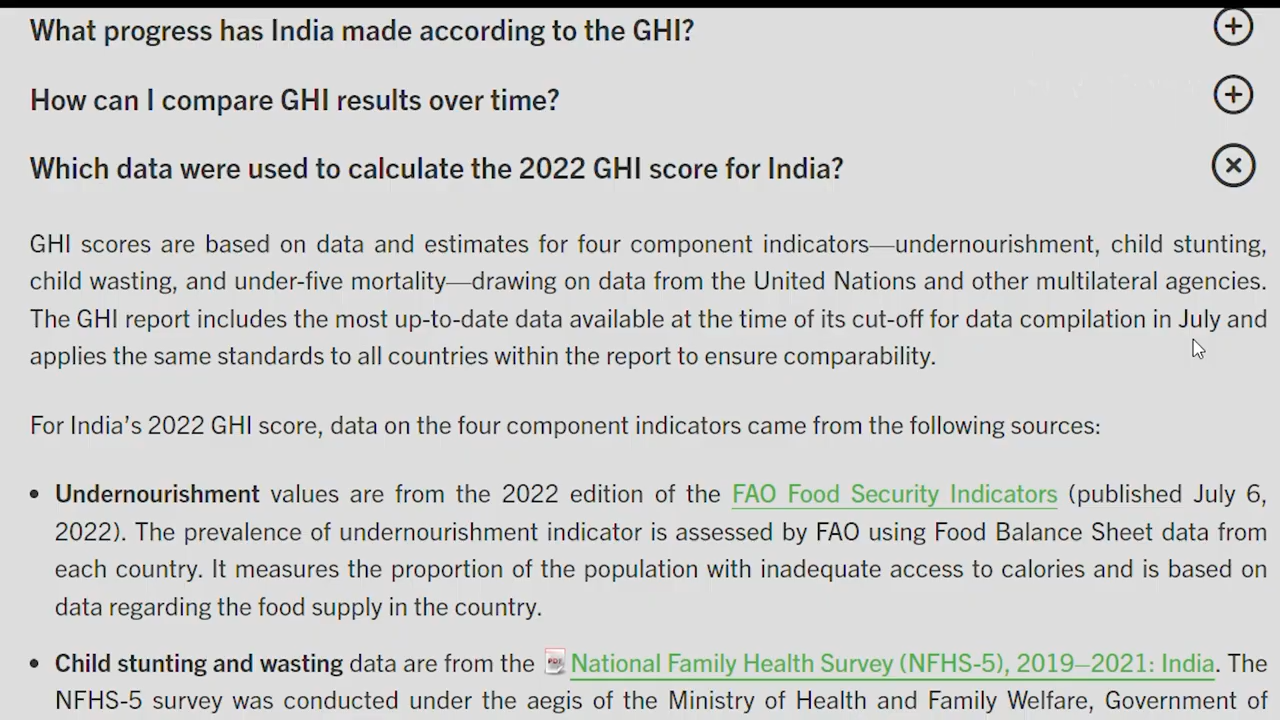 What progress has India made according to the GHI?
How can I compare GHI results over time?
Which data were used to calculate the 2022 GHI score for India?
GHI scores are based on data and estimates for four component indicators—undernourishment, child stunting,
child wasting, and under-five mortality—drawing on data from the United Nations and other multilateral agencies.
The GHI report includes the most up-to-date data available at the time of its cut-off for data compilation in July and
applies the same standards to all countries within the report to ensure comparability.
For India’s 2022 GHI score, data on the four component indicators came from the following sources:
• Undernourishment values are from the 2022 edition of the FAO Food Security Indicators (published July 6,
2022). The prevalence of undernourishment indicator is assessed by FAO using Food Balance Sheet data from
each country. It measures the proportion of the population with inadequate access to calories and is based on
data regarding the food supply in the country.
• Child stunting and wasting data are from the PDF National Family Health Survey (NFHS-5), 2019–2021: India. The
NFHS-5 survey was conducted under the aegis of the Ministry of Health and Family Welfare, Government of